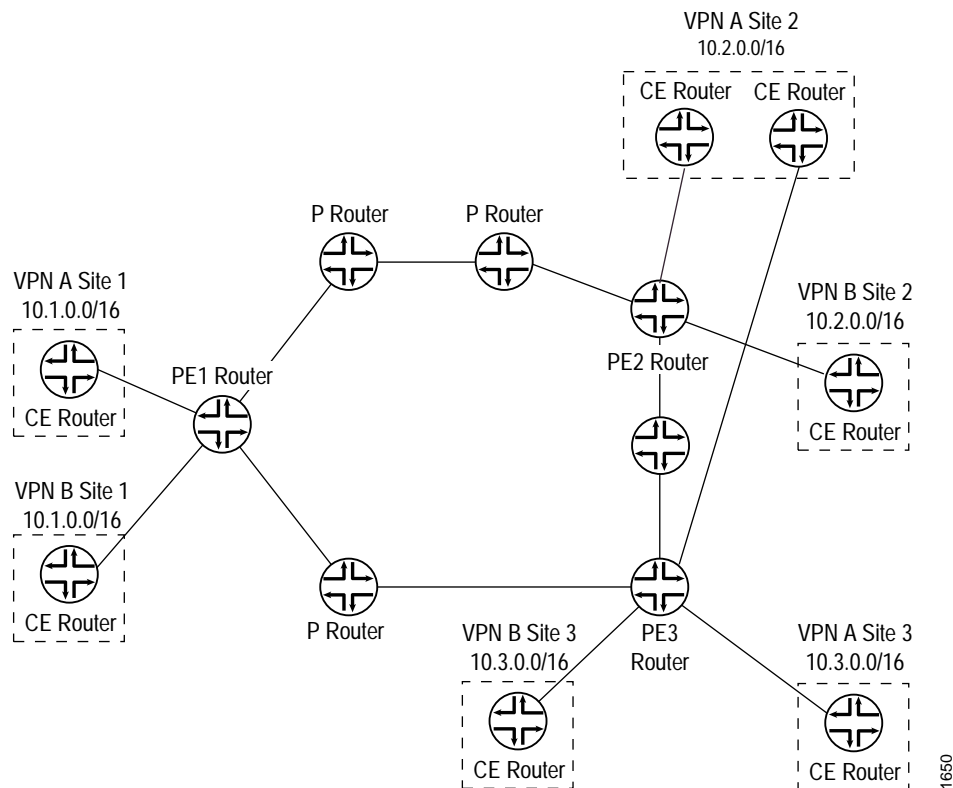 VPN A Site 2
10.2.0.0/16
CE Router
CE Router
P Router
P Router
VPN A Site 1
10.1.0.0/16
CE Router
PE1 Router
PE2 Router
VPN B Site 2
10.2.0.0/16
CE Router
VPN B Site 1
10.1.0.0/16
CE Router
P Router
VPN B Site 3
10.3.0.0/16
CE Router
PE3
Router
VPN A Site 3
10.3.0.0/16
CE Router
1650